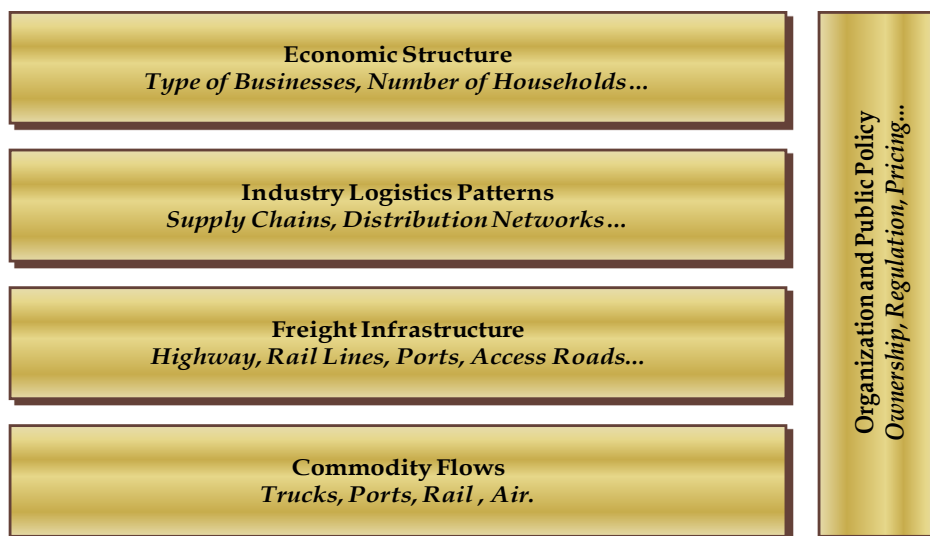 Economic Structure
Type of Businesses, Number of Households...
Industry Logistics Patterns
Supply Chains, Distribution Networks...
Freight Infrastructure
Highway, Rail Lines, Ports, Access Roads...
Commodity Flows
Trucks, Ports, Rail , Air.
Organization and Public Policy
Ownership, Regulation, Pricing...